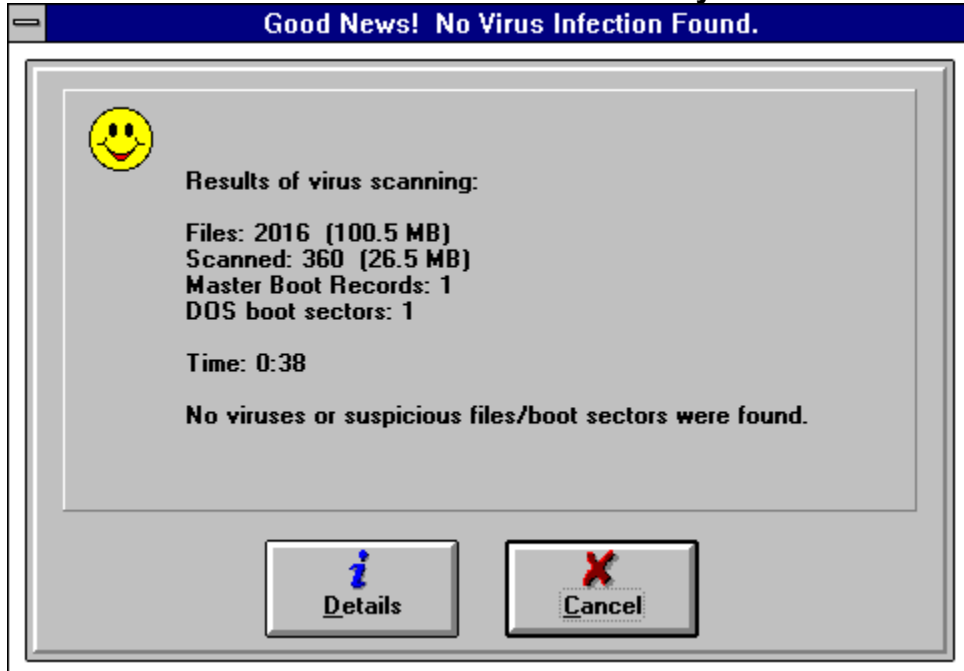 Good News!  No Virus Infection Found.
Results of virus scanning:
Files: 2016  (100.5 MB)
Scanned: 360  (26.5 MB)
Master Boot Records: 1
DOS boot sectors: 1
Time: 0:38
No viruses or suspicious files/boot sectors were found.
Details
Cancel